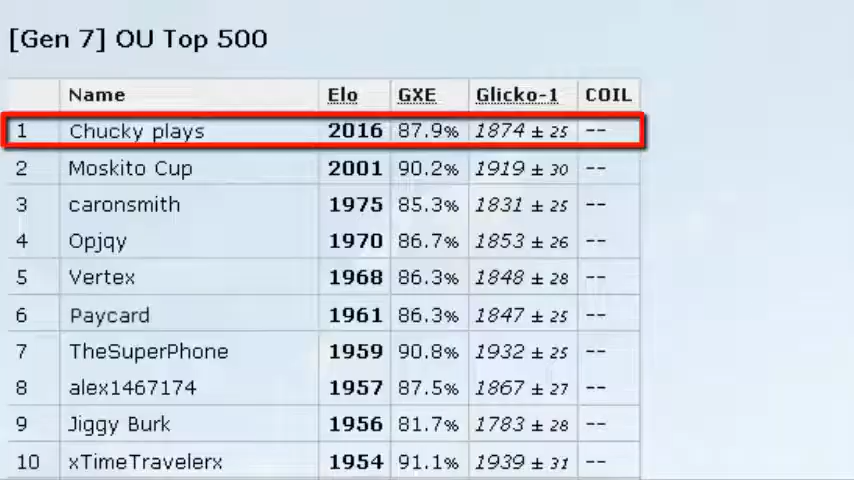 [Gen 7] OU Top 500
Name Elo GXE Glicko-1 COIL
1 Chucky plays 2016 87.9% 1874 ± 25 --
2 Moskito Cup 2001 90.2% 1919 ± 30 --
3 caronsmith 1975 85.3% 1831 ± 25 --
4 Opjqy 1970 86.7% 1853 ± 26 --
5 Vertex 1968 86.3% 1848 ± 28 --
6 Paycard 1961 86.3% 1847 ± 25 --
7 TheSuperPhone 1959 90.8% 1932 ± 25 --
8 alex1467174 1957 87.5% 1867 ± 27 --
9 Jiggy Burk 1956 81.7% 1783 ± 28 --
10 xTimeTravelerx 1954 91.1% 1939 ± 31 --